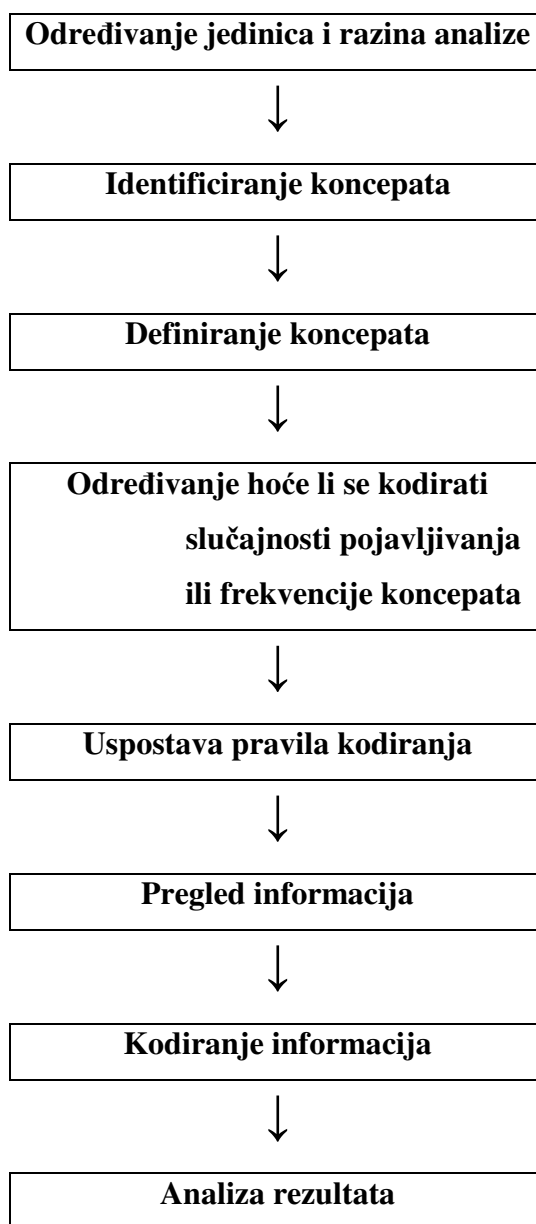 Određivanje jedinica i razina analize
↓
Identificiranje koncepata
↓
Definiranje koncepata
↓
Određivanje hoće li se kodirati
slučajnosti pojavljivanja
ili frekvencije koncepata
↓
Uspostava pravila kodiranja
↓
Pregled informacija
↓
Kodiranje informacija
↓
Analiza rezultata